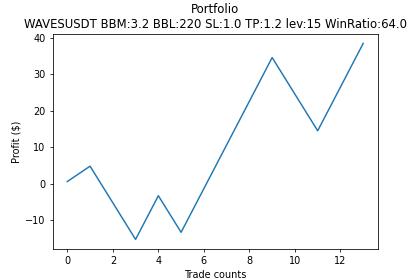 Portfolio
WAVESUSDT BBM:3.2 BBL:220 SL:1.0 TP:1.2 lev:15 WinRatio:64.0
40
30
20
10
0
−10
Profit ($)
0 2 4 6 8 10 12
Trade counts